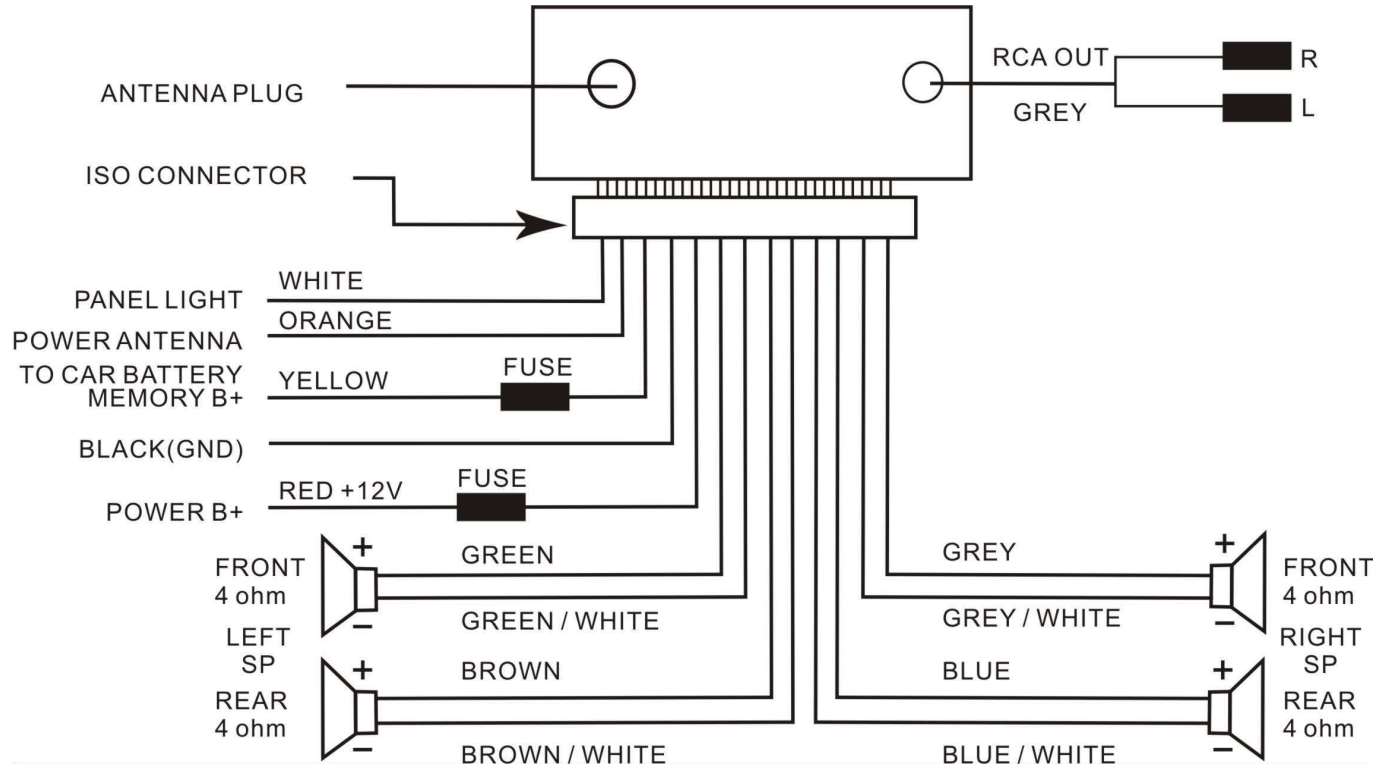 RCA OUT
R
ANTENNA PLUG
GREY
L
ISO CONNECTOR
WHITE
PANEL LIGHT
ORANGE
POWER ANTENNA
TO CAR BATTERY
MEMORY B+
YELLOW
FUSE
BLACK(GND)
RED +12V
FUSE
POWER B+
FRONT
4 ohm
+
GREEN
−
GREEN / WHITE
LEFT
SP
REAR
4 ohm
+
BROWN
−
BROWN / WHITE
GREY
+
FRONT
4 ohm
GREY / WHITE
−
RIGHT
SP
BLUE
+
REAR
4 ohm
BLUE / WHITE
−